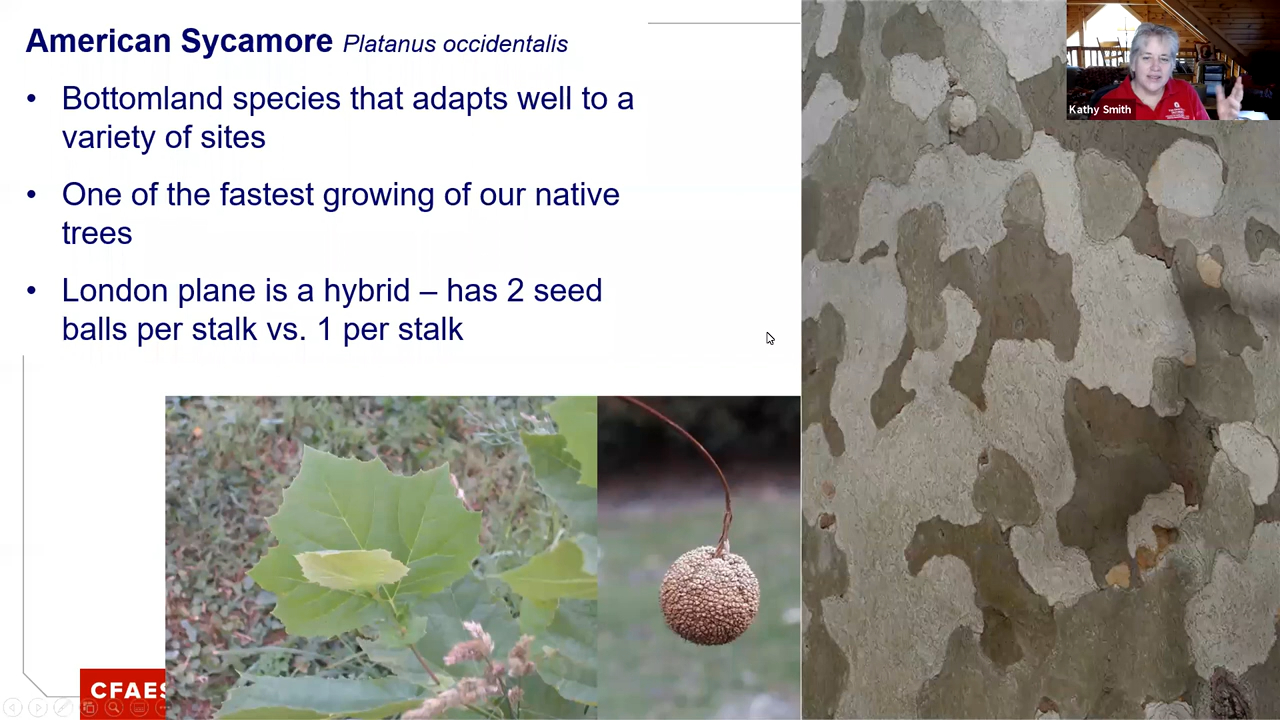 American Sycamore Platanus occidentalis
• Bottomland species that adapts well to a
variety of sites
• One of the fastest growing of our native
trees
• London plane is a hybrid – has 2 seed
balls per stalk vs. 1 per stalk
Kathy Smith
CFAES